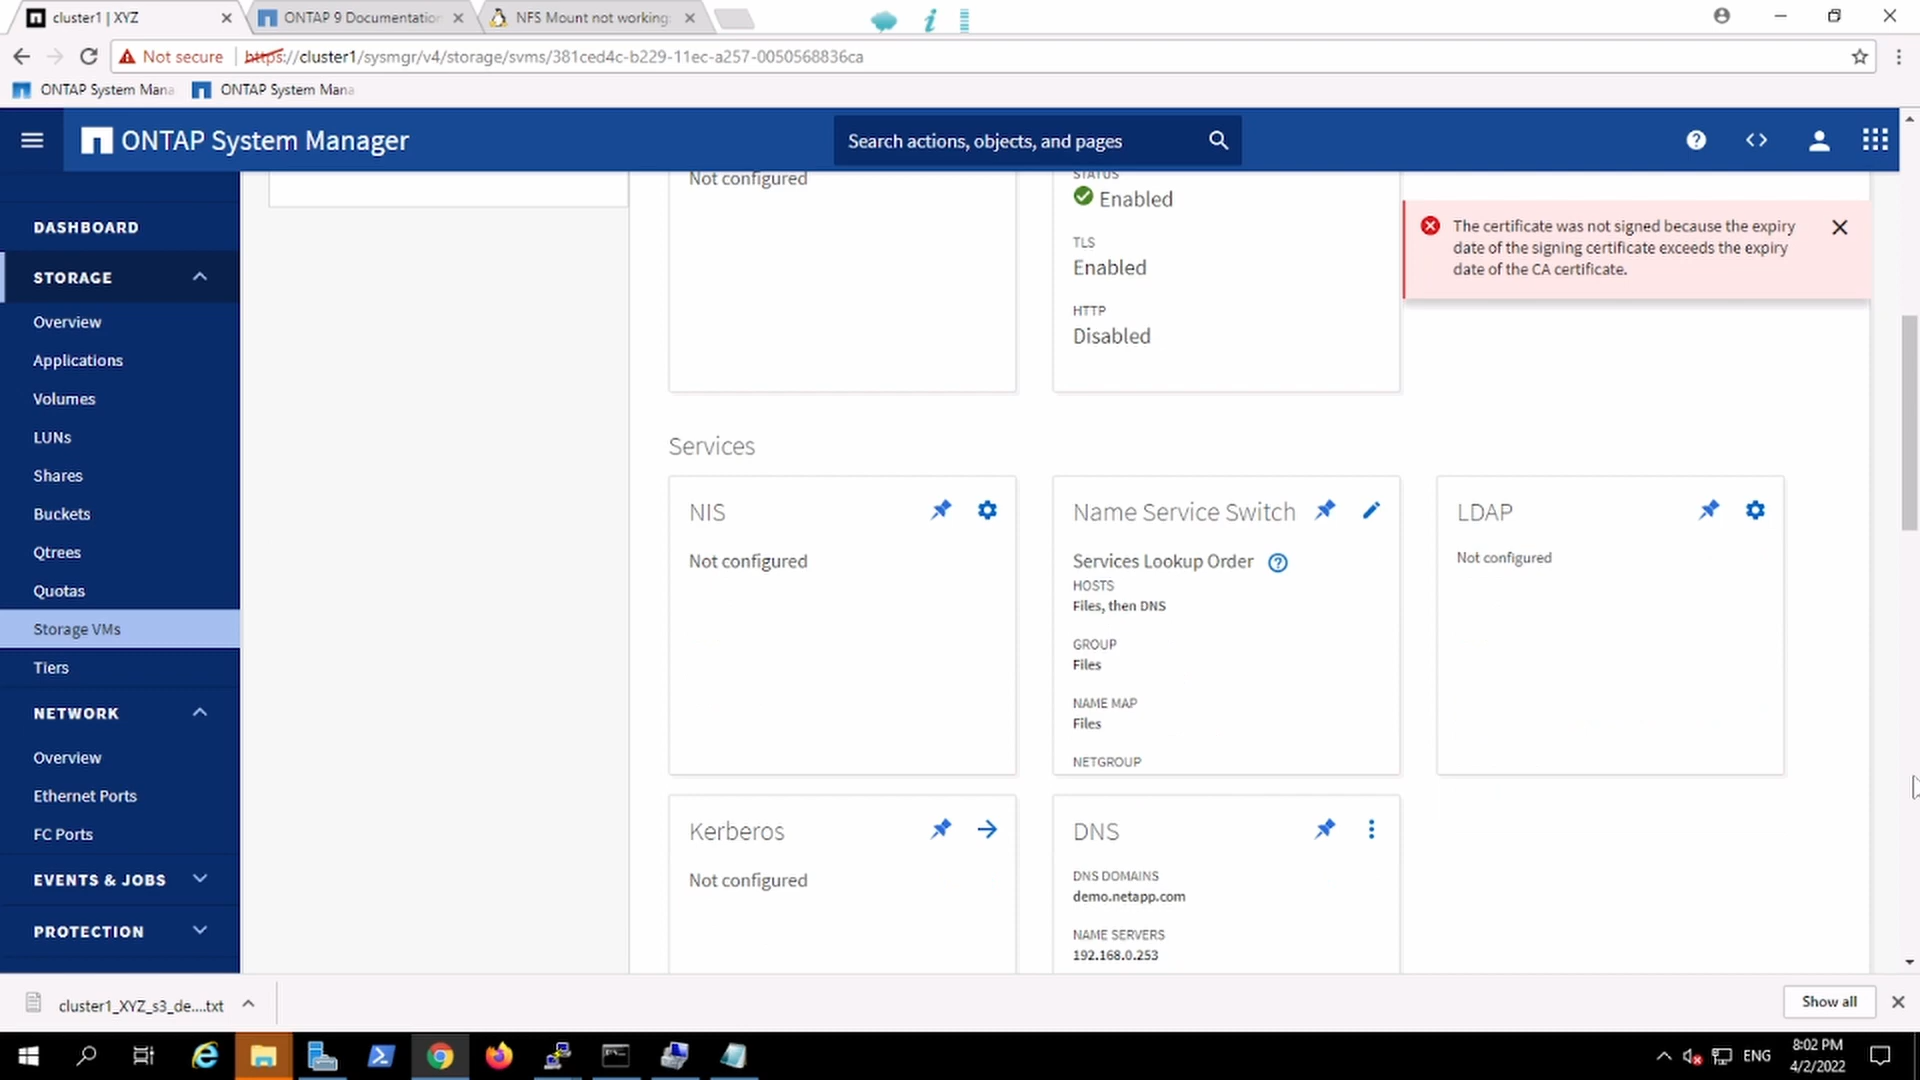 cluster1 | XYZ
ONTAP 9 Documentation
NFS Mount not working
Not secure
https://cluster1/sysmgr/v4/storage/svms/381ced4c-b229-11ec-a257-0050568836ca
ONTAP System Mana
ONTAP System Mana
ONTAP System Manager
Search actions, objects, and pages
DASHBOARD
STORAGE
Overview
Applications
Volumes
LUNs
Shares
Buckets
Qtrees
Quotas
Storage VMs
Tiers
NETWORK
Overview
Ethernet Ports
FC Ports
EVENTS & JOBS
PROTECTION
Not configured
STATUS
Enabled
TLS
Enabled
HTTP
Disabled
The certificate was not signed because the expiry
date of the signing certificate exceeds the expiry
date of the CA certificate.
Services
NIS
Not configured
Name Service Switch
Services Lookup Order
HOSTS
Files, then DNS
GROUP
Files
NAME MAP
Files
NETGROUP
LDAP
Not configured
Kerberos
Not configured
DNS
DNS DOMAINS
demo.netapp.com
NAME SERVERS
192.168.0.253
cluster1_XYZ_s3_de....txt
Show all
ENG
8:02 PM
4/2/2022